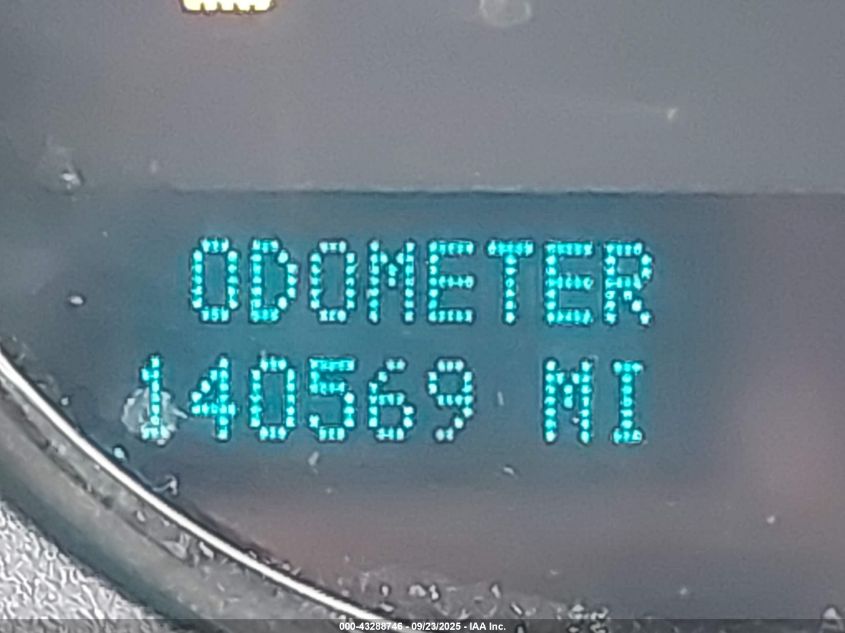 ODOMETER
140569 MI
000-43288746 - 09/23/2025 - IAA Inc.